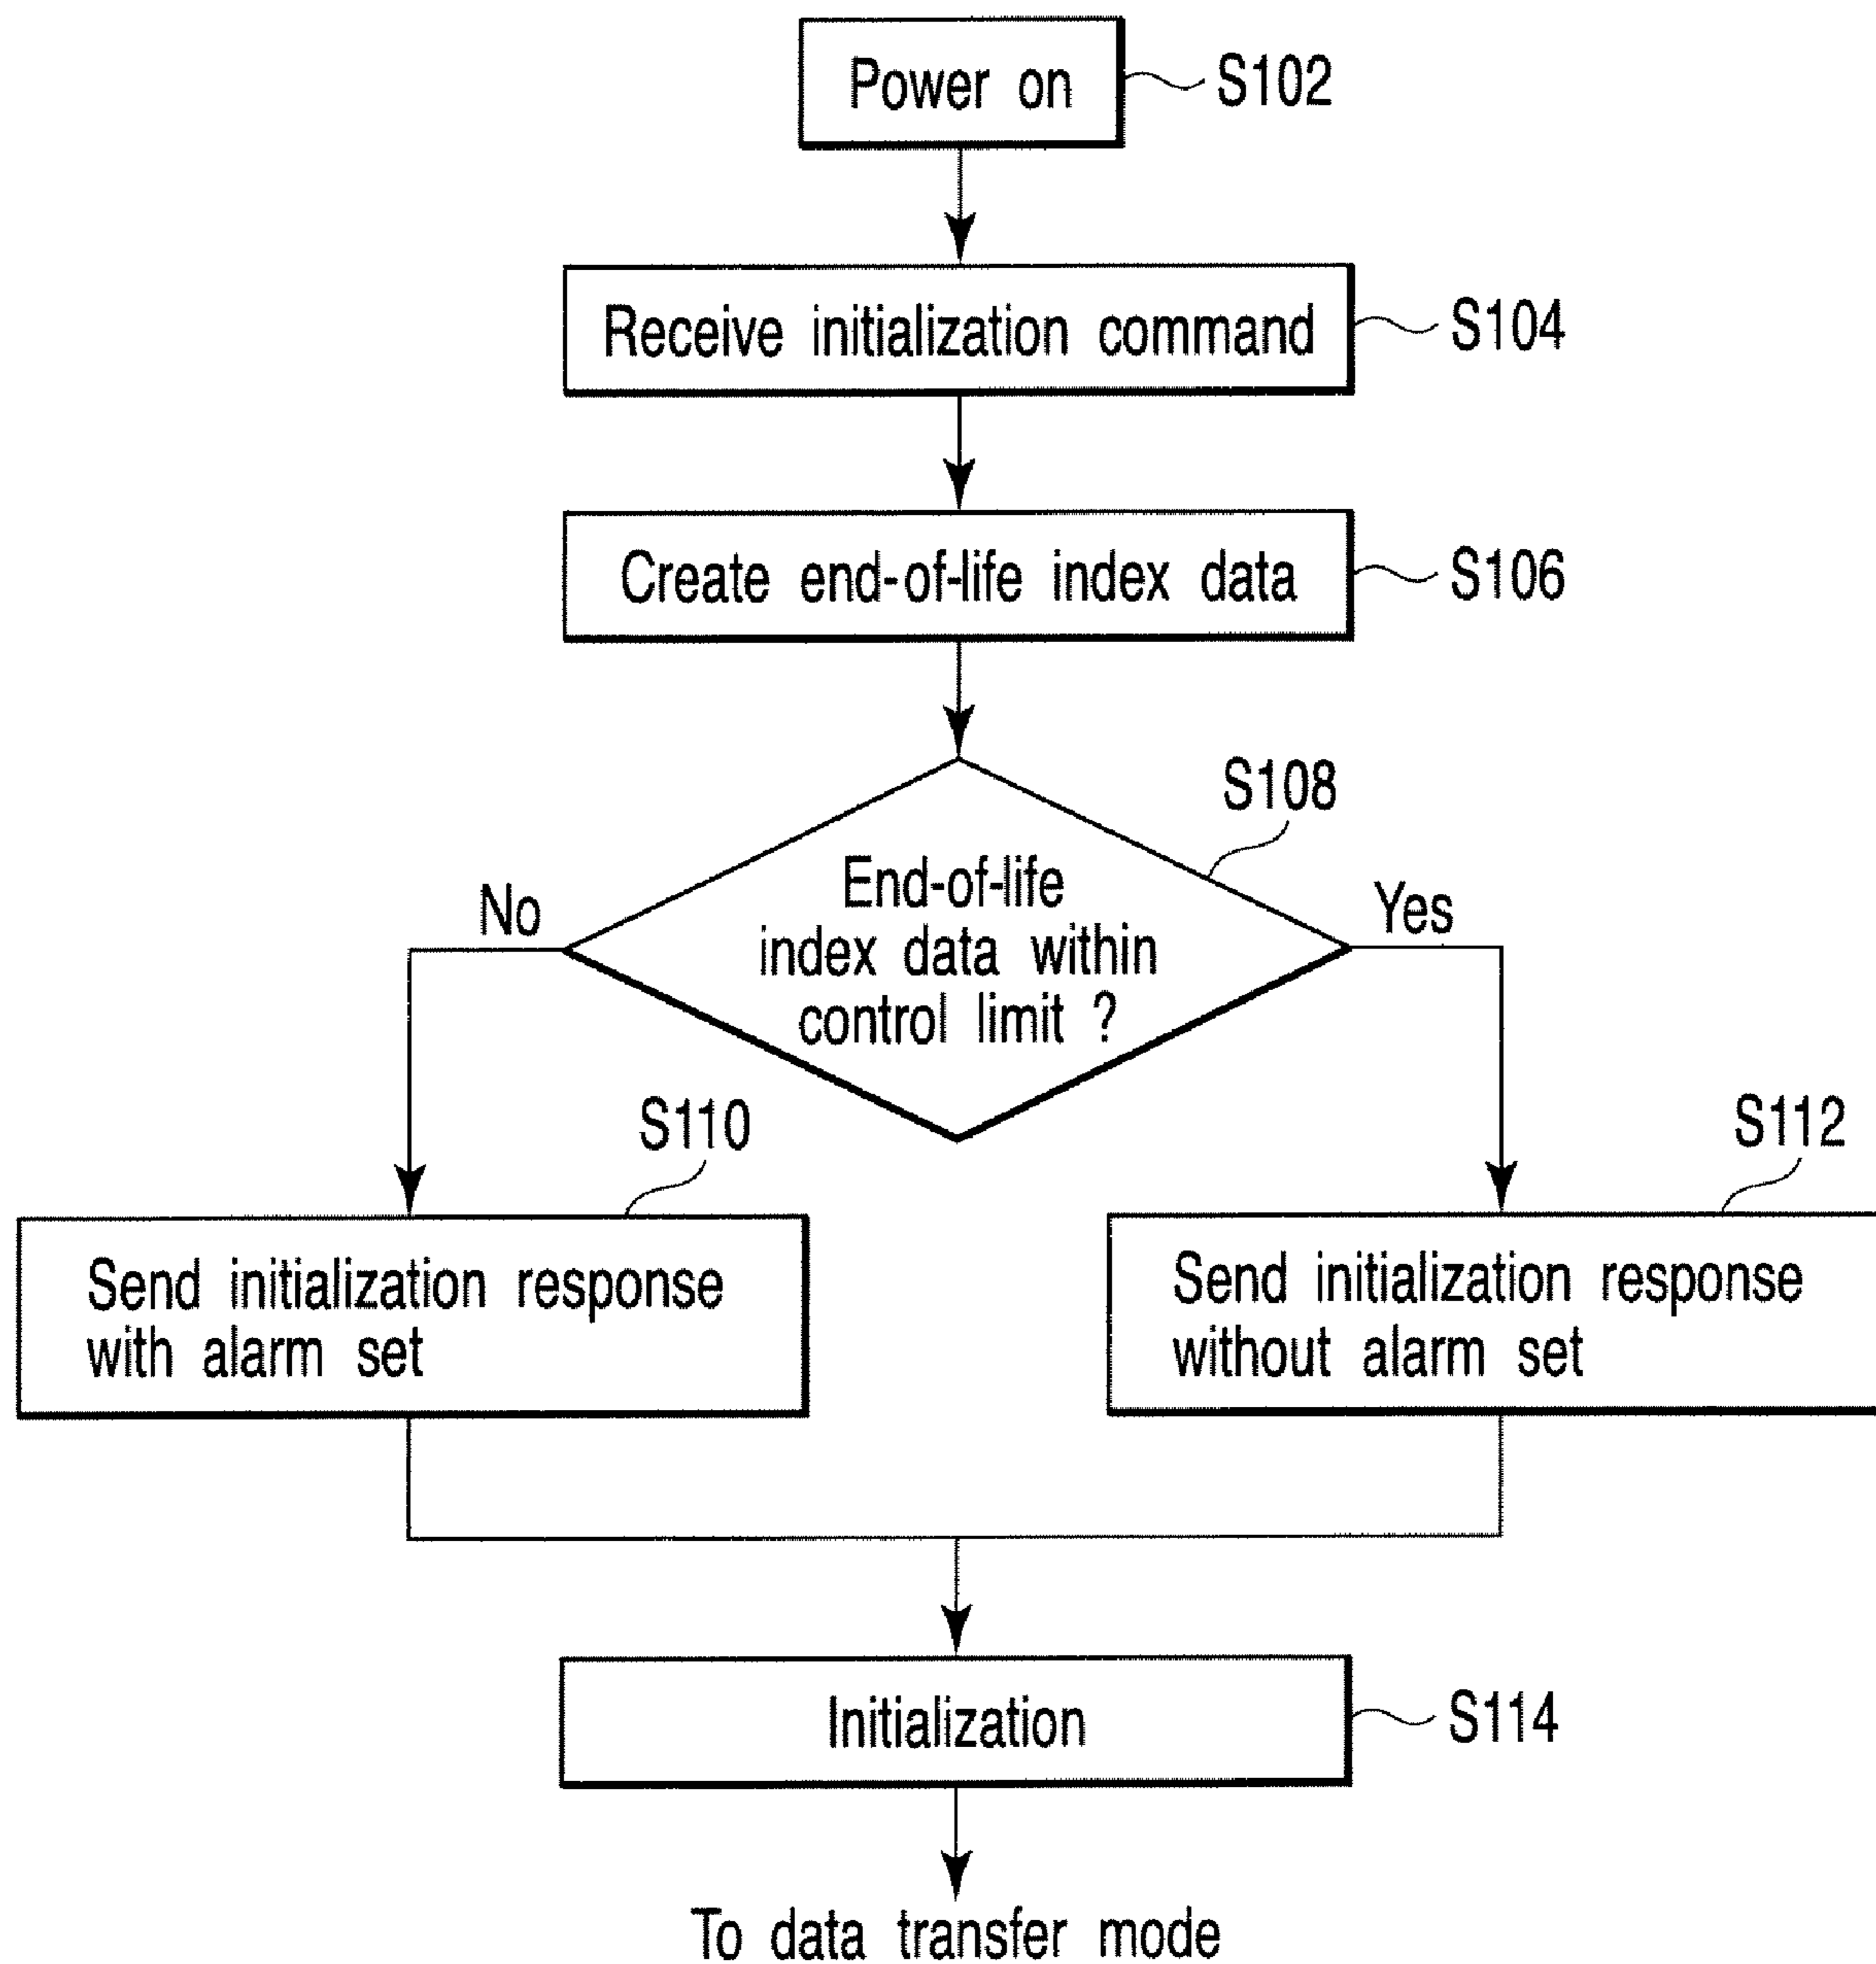 Power on
S102
Receive initialization command
S104
Create end-of-life index data
S106
S108
End-of-life
index data within
control limit ?
No
Yes
S110
S112
Send initialization response
with alarm set
Send initialization response
without alarm set
Initialization
S114
To data transfer mode